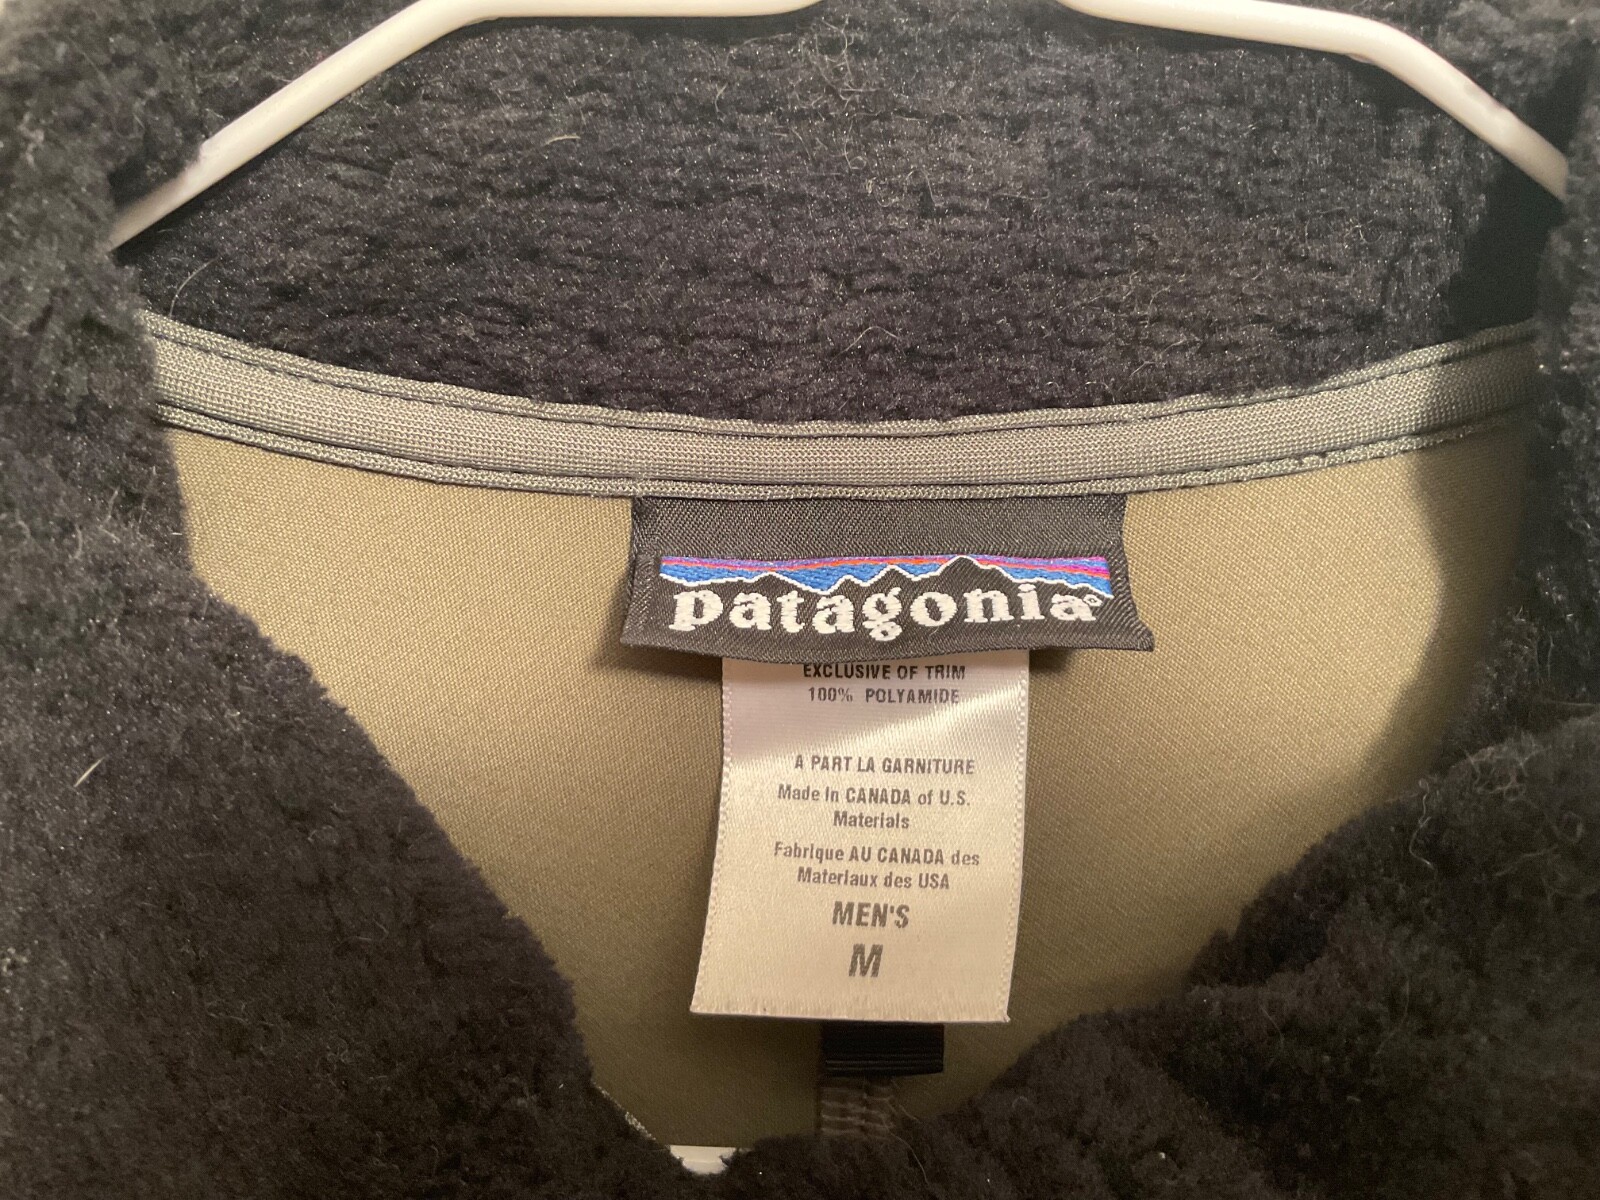 patagonia®
EXCLUSIVE OF TRIM
100% POLYAMIDE
A PART LA GARNITURE
Made In CANADA of U.S.
Materials
Fabrique AU CANADA des
Materiaux des USA
MEN'S
M